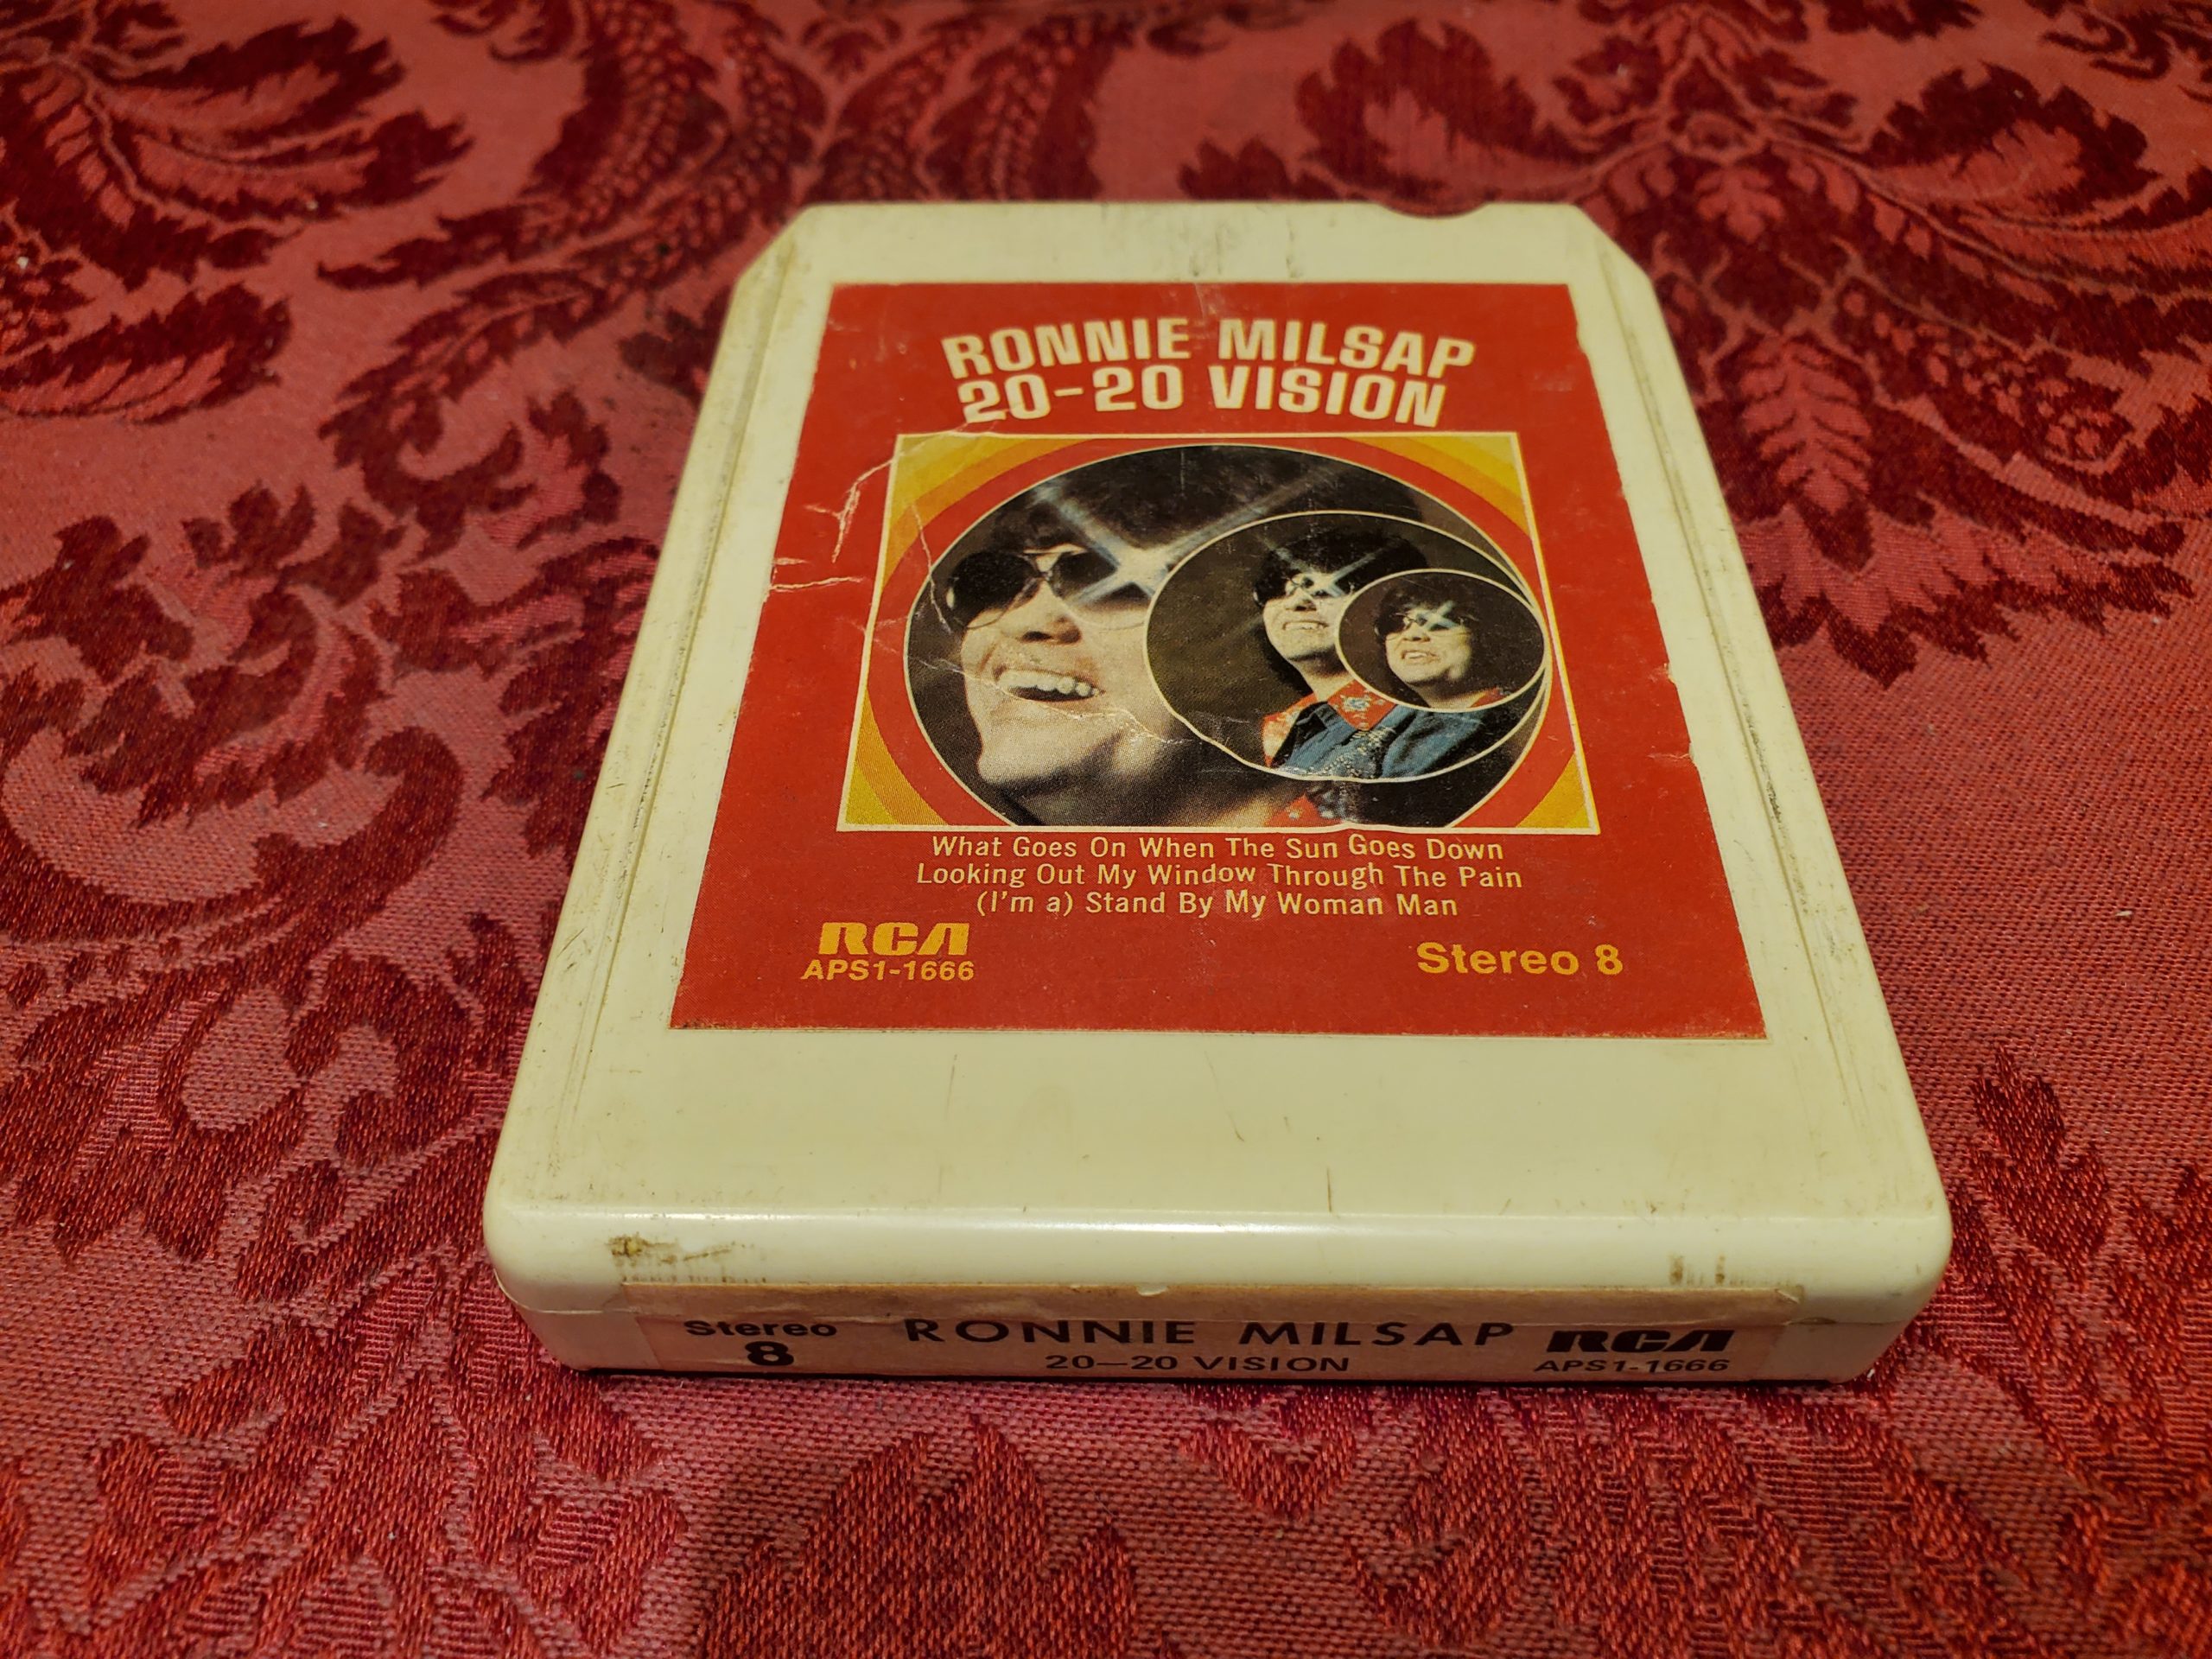 RONNIE MILSAP
20-20 VISION
What Goes On When The Sun Goes Down
Looking Out My Window Through The Pain
(I'm a) Stand By My Woman Man
RCA
APS1-1666
Stereo 8
Stereo
8
RONNIE MILSAP
20—20 VISION
RCA
APS1-1666